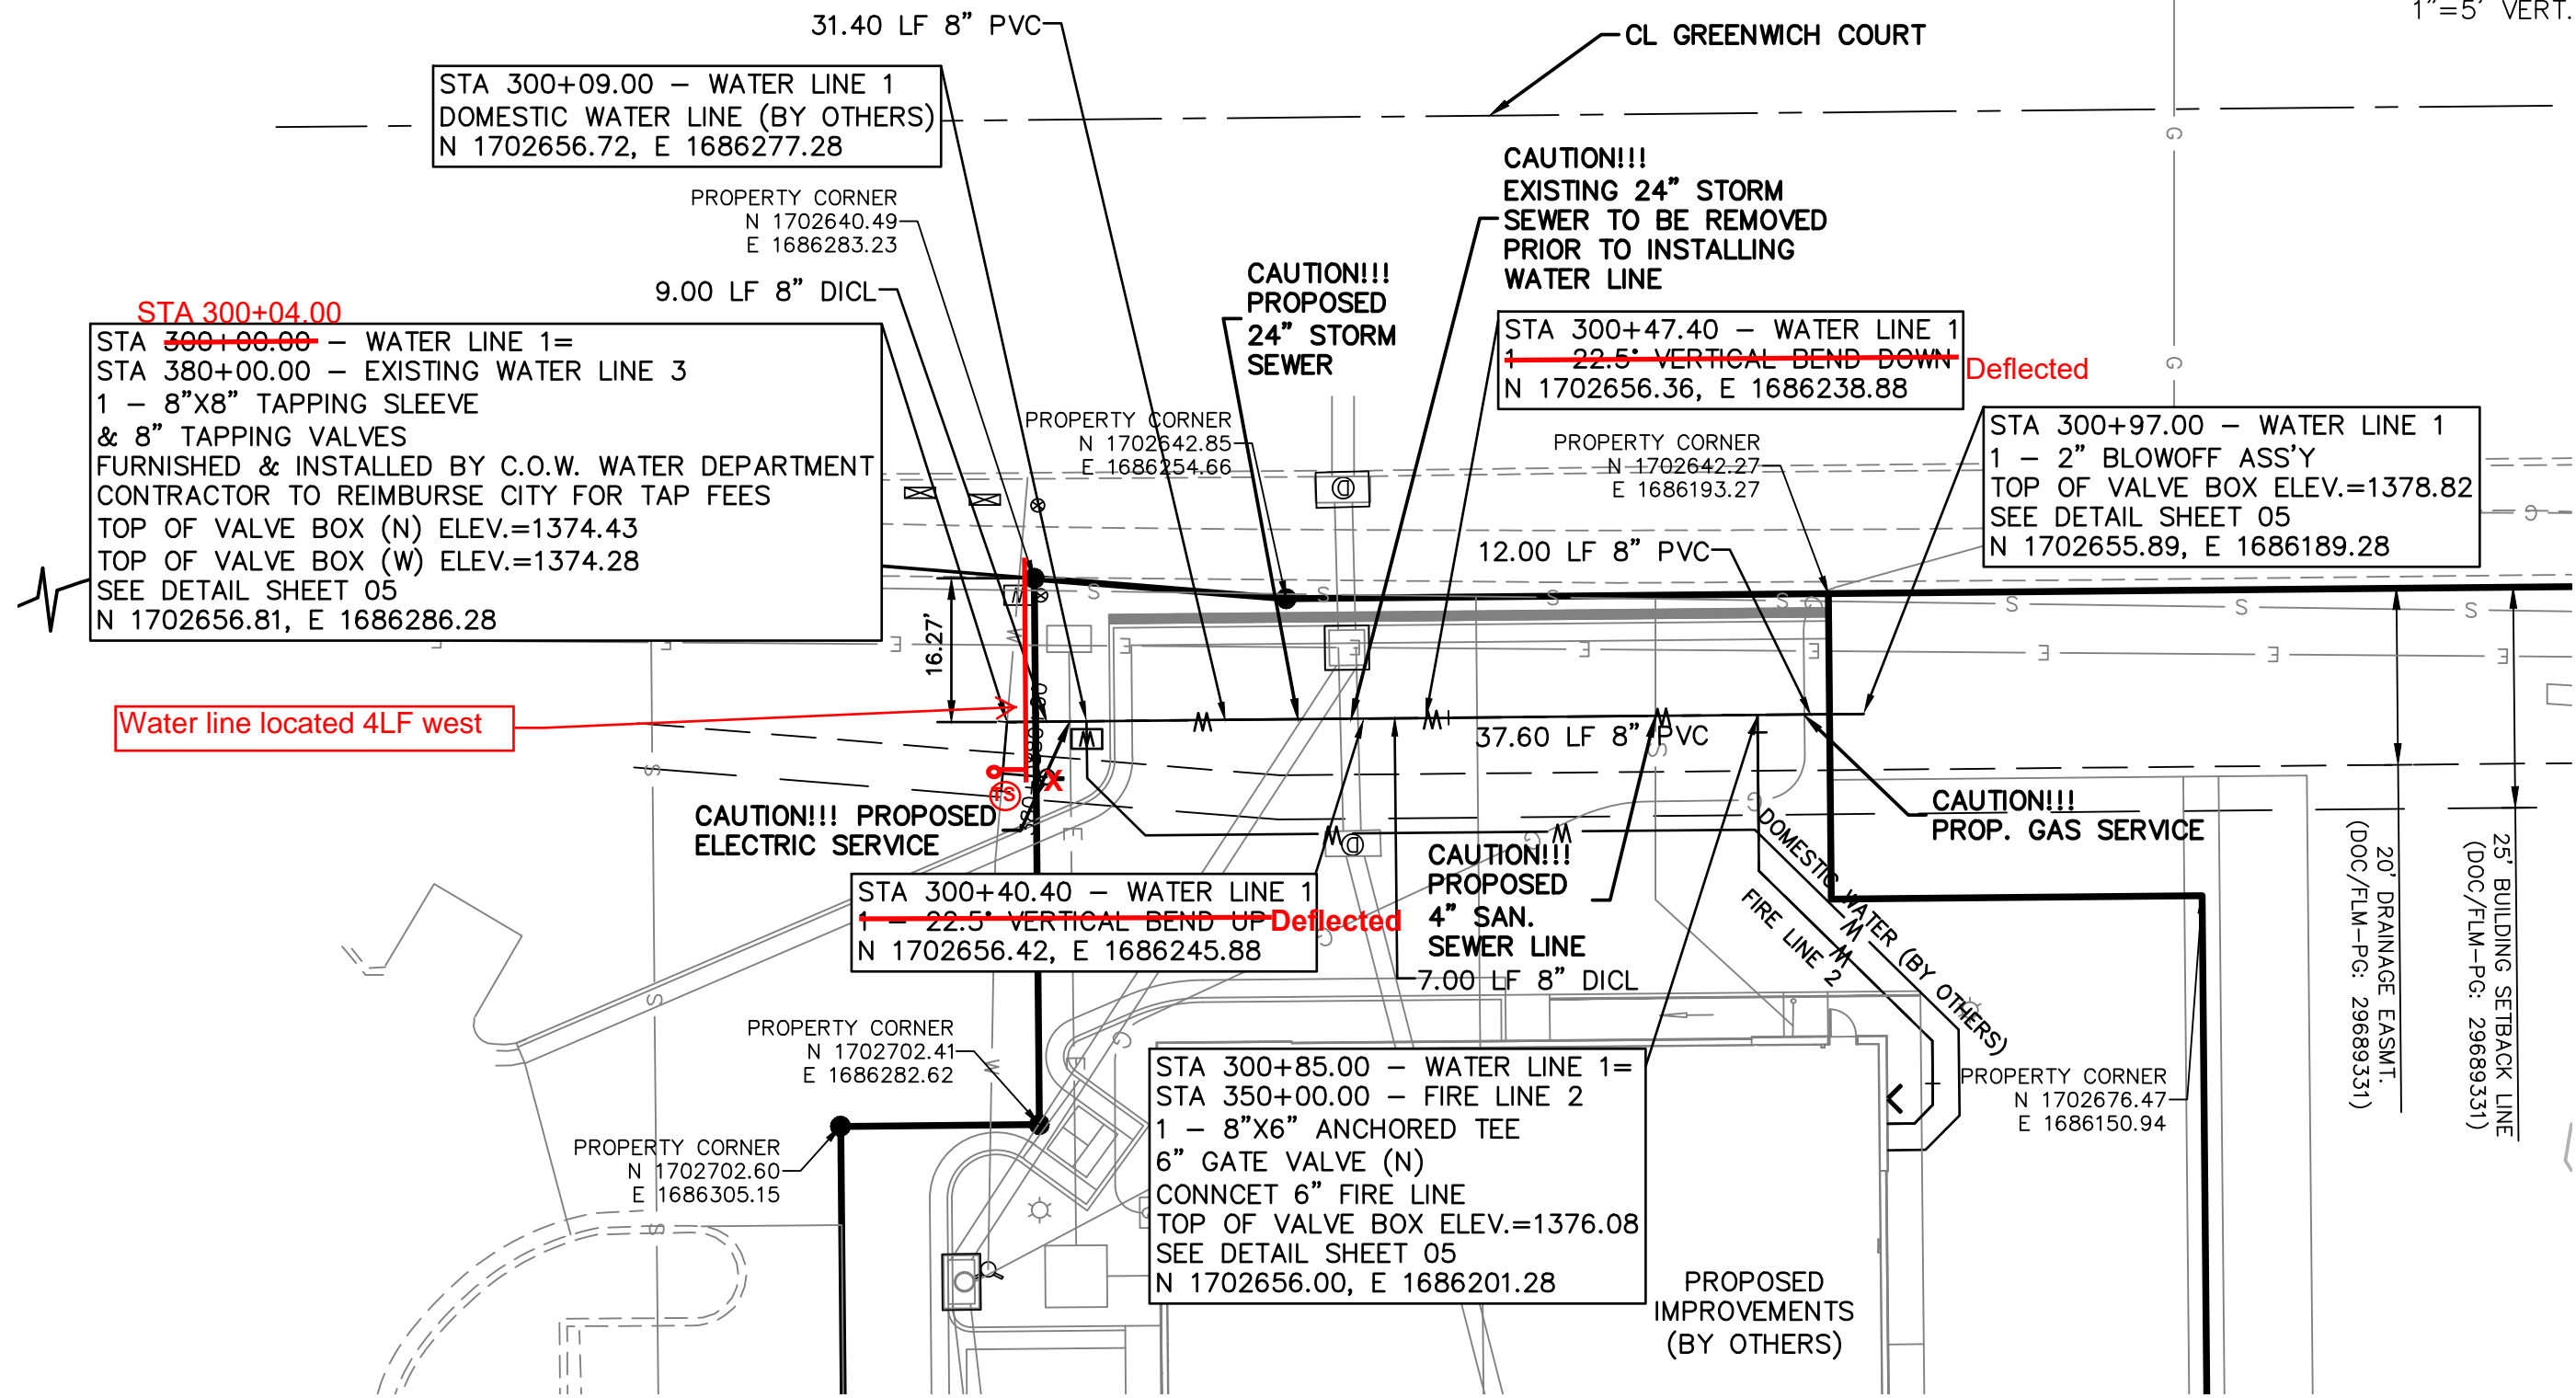 1"=5' VERT.
31.40 LF 8" PVC
CL GREENWICH COURT
STA 300+09.00 – WATER LINE 1
DOMESTIC WATER LINE (BY OTHERS)
N 1702656.72, E 1686277.28
PROPERTY CORNER
N 1702640.49
E 1686283.23
9.00 LF 8" DICL
CAUTION!!!
EXISTING 24" STORM
SEWER TO BE REMOVED
PRIOR TO INSTALLING
WATER LINE
CAUTION!!!
PROPOSED
24" STORM
SEWER
STA 300+04.00
STA 300+00.00 – WATER LINE 1=
STA 380+00.00 – EXISTING WATER LINE 3
1 – 8"X8" TAPPING SLEEVE
& 8" TAPPING VALVES
FURNISHED & INSTALLED BY C.O.W. WATER DEPARTMENT
CONTRACTOR TO REIMBURSE CITY FOR TAP FEES
TOP OF VALVE BOX (N) ELEV.=1374.43
TOP OF VALVE BOX (W) ELEV.=1374.28
SEE DETAIL SHEET 05
N 1702656.81, E 1686286.28
STA 300+47.40 – WATER LINE 1
1 – 22.5° VERTICAL BEND DOWN
N 1702656.36, E 1686238.88
Deflected
PROPERTY CORNER
N 1702642.85
E 1686254.66
PROPERTY CORNER
N 1702642.27
E 1686193.27
STA 300+97.00 – WATER LINE 1
1 – 2" BLOWOFF ASS'Y
TOP OF VALVE BOX ELEV.=1378.82
SEE DETAIL SHEET 05
N 1702655.89, E 1686189.28
12.00 LF 8" PVC
16.27'
Water line located 4LF west
37.60 LF 8" PVC
TS
X
CAUTION!!! PROPOSED
ELECTRIC SERVICE
CAUTION!!!
PROP. GAS SERVICE
CAUTION!!!
PROPOSED
4" SAN.
SEWER LINE
7.00 LF 8" DICL
DOMESTIC WATER (BY OTHERS)
FIRE LINE 2
20' DRAINAGE EASMT.
(DOC/FLM–PG: 29689331)
25' BUILDING SETBACK LINE
(DOC/FLM–PG: 29689331)
STA 300+40.40 – WATER LINE 1
1 – 22.5° VERTICAL BEND UP
N 1702656.42, E 1686245.88
Deflected
PROPERTY CORNER
N 1702702.41
E 1686282.62
STA 300+85.00 – WATER LINE 1=
STA 350+00.00 – FIRE LINE 2
1 – 8"X6" ANCHORED TEE
6" GATE VALVE (N)
CONNCET 6" FIRE LINE
TOP OF VALVE BOX ELEV.=1376.08
SEE DETAIL SHEET 05
N 1702656.00, E 1686201.28
PROPERTY CORNER
N 1702676.47
E 1686150.94
PROPERTY CORNER
N 1702702.60
E 1686305.15
PROPOSED
IMPROVEMENTS
(BY OTHERS)